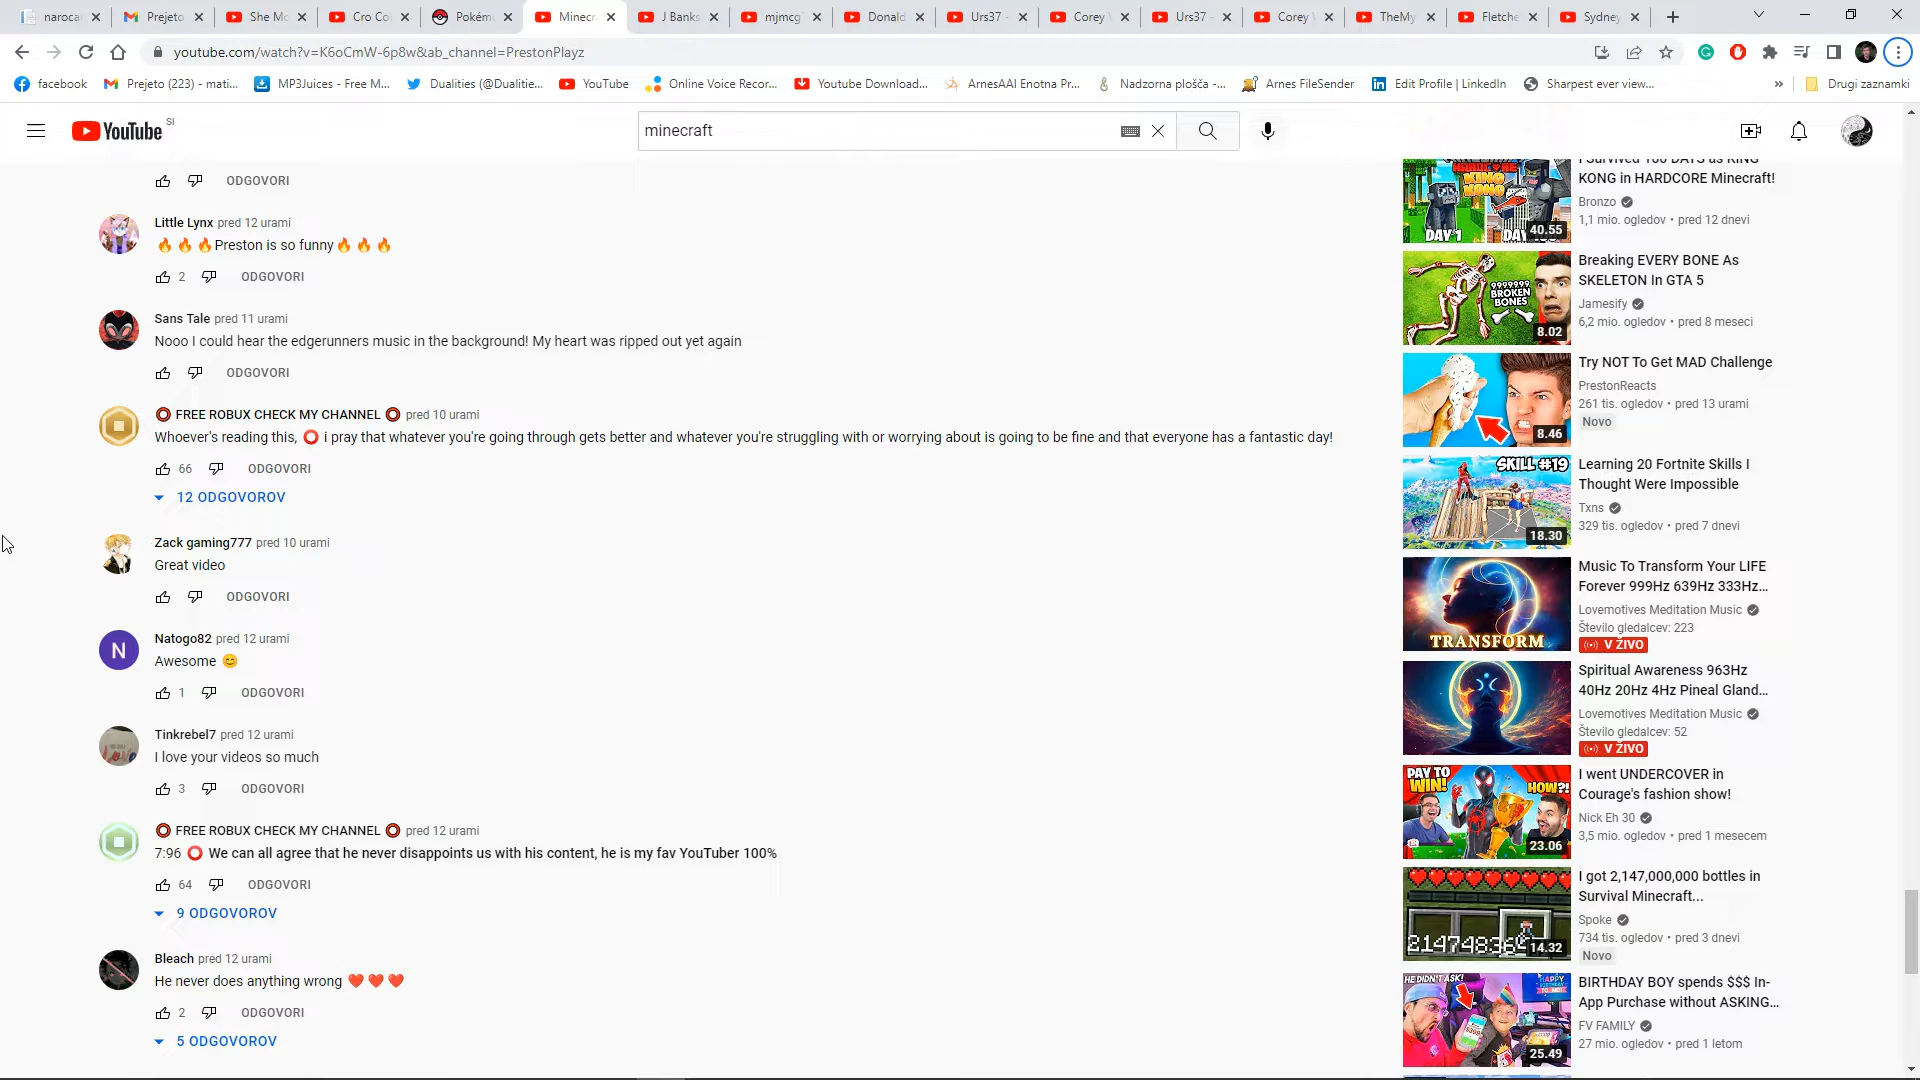 naroca
Prejeto
She Mo
Cro Co
Pokém
Minecr
J Banks
mjmcg
Donald
Urs37 -
Corey
Urs37 -
Corey
TheMy
Fletche
Sydney
youtube.com/watch?v=K6oCmW-6p8w&ab_channel=PrestonPlayz
facebook
Prejeto (223) - mati...
MP3Juices - Free M...
Dualities (@Dualitie...
YouTube
Online Voice Recor...
Youtube Download...
ArnesAAI Enotna Pr...
Nadzorna plošča -...
Arnes FileSender
Edit Profile | LinkedIn
Sharpest ever view...
»
Drugi zaznamki
YouTube SI
minecraft
ODGOVORI
Little Lynx pred 12 urami
🔥 🔥 🔥Preston is so funny🔥 🔥 🔥
2 ODGOVORI
Sans Tale pred 11 urami
Nooo I could hear the edgerunners music in the background! My heart was ripped out yet again
ODGOVORI
⭕ FREE ROBUX CHECK MY CHANNEL ⭕ pred 10 urami
Whoever's reading this, ⭕ i pray that whatever you're going through gets better and whatever you're struggling with or worrying about is going to be fine and that everyone has a fantastic day!
66 ODGOVORI
12 ODGOVOROV
Zack gaming777 pred 10 urami
Great video
ODGOVORI
N
Natogo82 pred 12 urami
Awesome 😊
1 ODGOVORI
Tinkrebel7 pred 12 urami
I love your videos so much
3 ODGOVORI
⭕ FREE ROBUX CHECK MY CHANNEL ⭕ pred 12 urami
7:96 ⭕ We can all agree that he never disappoints us with his content, he is my fav YouTuber 100%
64 ODGOVORI
9 ODGOVOROV
Bleach pred 12 urami
He never does anything wrong ❤️ ❤️ ❤️
2 ODGOVORI
5 ODGOVOROV
HARDCORE
KING
KONG
DAY 1
DAY
40.55
I Survived 100 DAYS as KING
KONG in HARDCORE Minecraft!
Bronzo
1,1 mio. ogledov • pred 12 dnevi
9999999
BROKEN
BONES
8.02
Breaking EVERY BONE As
SKELETON In GTA 5
Jamesify
6,2 mio. ogledov • pred 8 meseci
8.46
Try NOT To Get MAD Challenge
PrestonReacts
261 tis. ogledov • pred 13 urami
Novo
SKILL #19
18.30
Learning 20 Fortnite Skills I
Thought Were Impossible
Txns
329 tis. ogledov • pred 7 dnevi
TRANSFORM
Music To Transform Your LIFE
Forever 999Hz 639Hz 333Hz...
Lovemotives Meditation Music
Število gledalcev: 223
V ŽIVO
Spiritual Awareness 963Hz
40Hz 20Hz 4Hz Pineal Gland...
Lovemotives Meditation Music
Število gledalcev: 52
V ŽIVO
PAY TO
WIN!
HOW?!
23.06
I went UNDERCOVER in
Courage's fashion show!
Nick Eh 30
3,5 mio. ogledov • pred 1 mesecem
214748364
14.32
I got 2,147,000,000 bottles in
Survival Minecraft...
Spoke
734 tis. ogledov • pred 3 dnevi
Novo
HE DIDN'T ASK!
HAPPY
BIRTHDAY
25.49
BIRTHDAY BOY spends $$$ In-
App Purchase without ASKING...
FV FAMILY
27 mio. ogledov • pred 1 letom